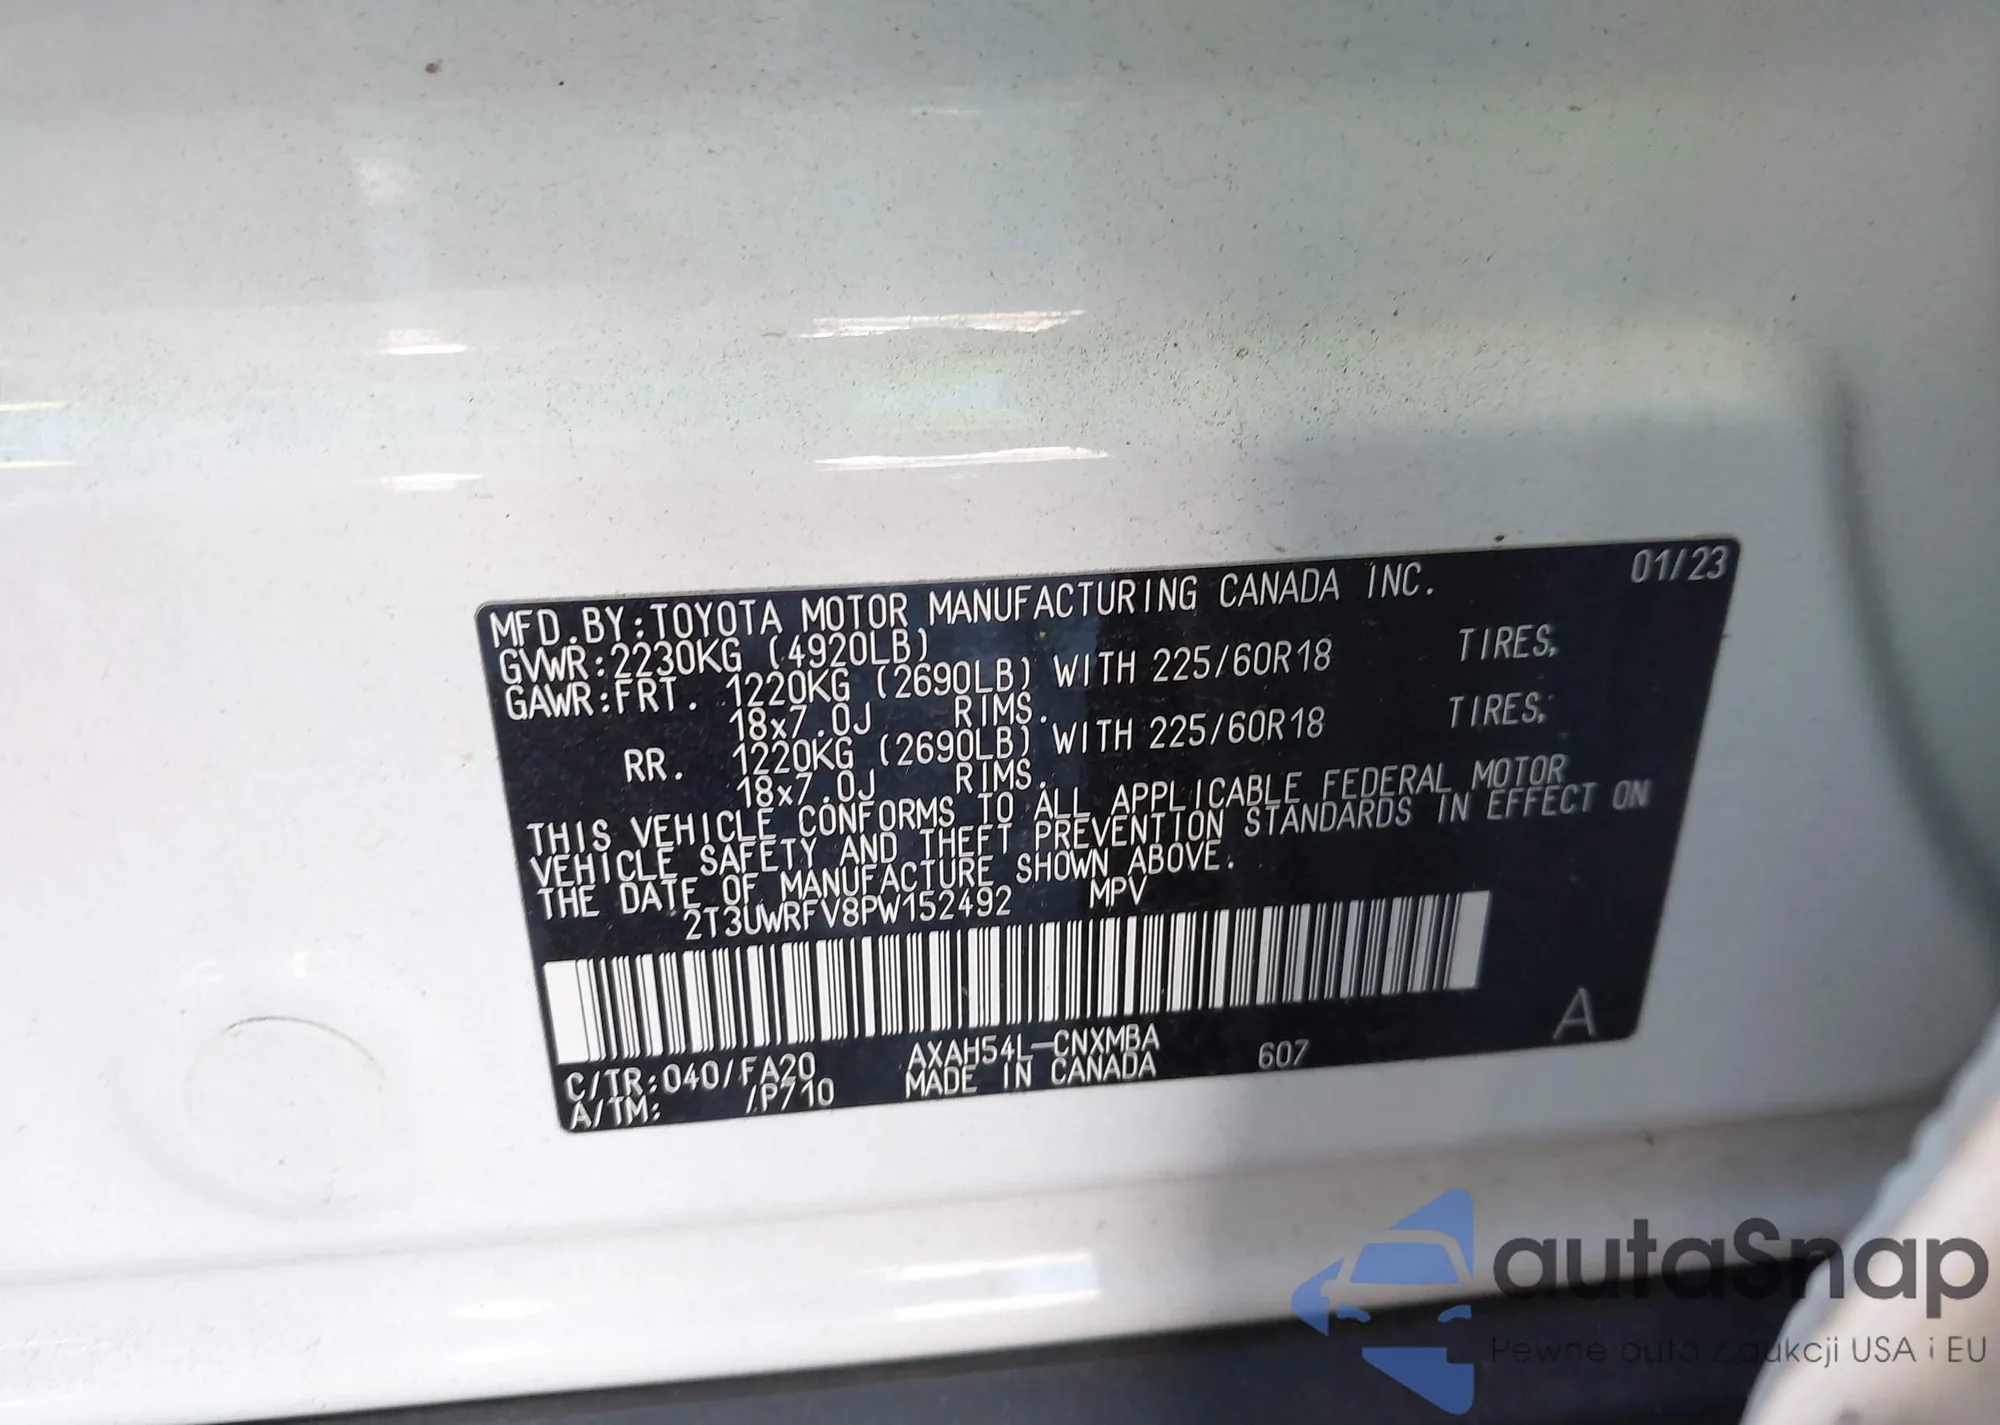 MFD.BY:TOYOTA MOTOR MANUFACTURING CANADA INC. 01/23
GVWR:2230KG (4920LB)
GAWR:FRT. 1220KG (2690LB) WITH 225/60R18 TIRES,
18x7.0J RIMS.
RR. 1220KG (2690LB) WITH 225/60R18 TIRES,
18x7.0J RIMS.
THIS VEHICLE CONFORMS TO ALL APPLICABLE FEDERAL MOTOR
VEHICLE SAFETY AND THEFT PREVENTION STANDARDS IN EFFECT ON
THE DATE OF MANUFACTURE SHOWN ABOVE.
2T3UWRFV8PW152492 MPV
C/TR:040/FA20 AXAH54L-CNXMBA 607 A
A/TM: /P710 MADE IN CANADA
autaSnap
Pewne auta z aukcji USA i EU